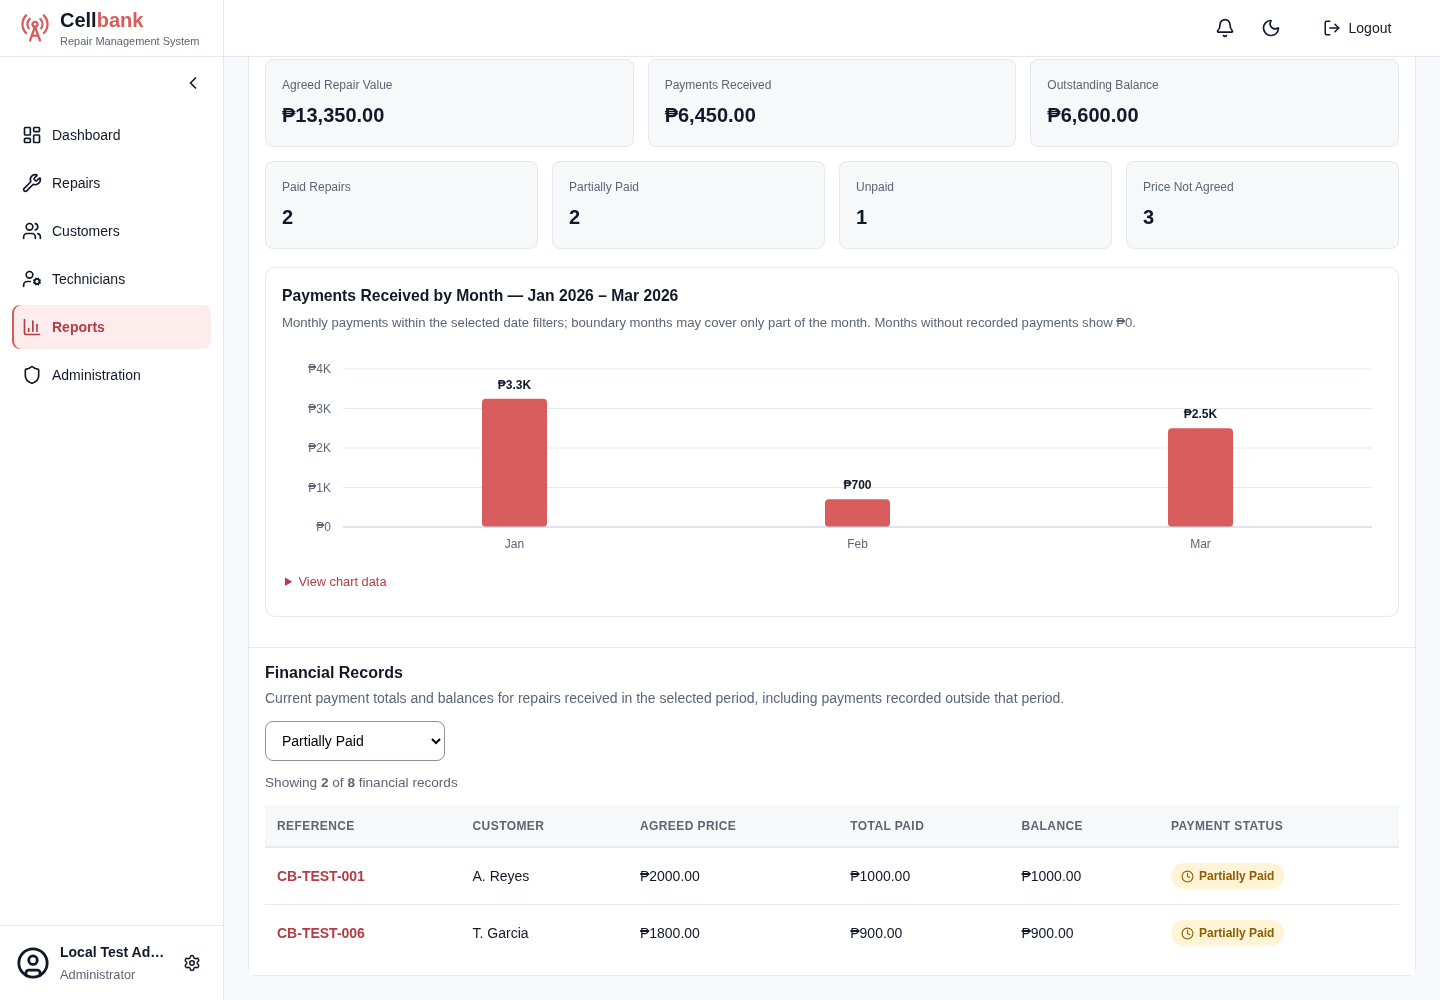 Cellbank
Repair Management System
Logout
Dashboard
Repairs
Customers
Technicians
Reports
Administration
Local Test Ad...
Administrator
Agreed Repair Value
₱13,350.00
Payments Received
₱6,450.00
Outstanding Balance
₱6,600.00
Paid Repairs
2
Partially Paid
2
Unpaid
1
Price Not Agreed
3
Payments Received by Month — Jan 2026 – Mar 2026
Monthly payments within the selected date filters; boundary months may cover only part of the month. Months without recorded payments show ₱0.
₱4K
₱3K
₱2K
₱1K
₱0
₱3.3K
₱700
₱2.5K
Jan Feb Mar
View chart data
Financial Records
Current payment totals and balances for repairs received in the selected period, including payments recorded outside that period.
Partially Paid
Showing 2 of 8 financial records
REFERENCE CUSTOMER AGREED PRICE TOTAL PAID BALANCE PAYMENT STATUS
CB-TEST-001 A. Reyes ₱2000.00 ₱1000.00 ₱1000.00 Partially Paid
CB-TEST-006 T. Garcia ₱1800.00 ₱900.00 ₱900.00 Partially Paid